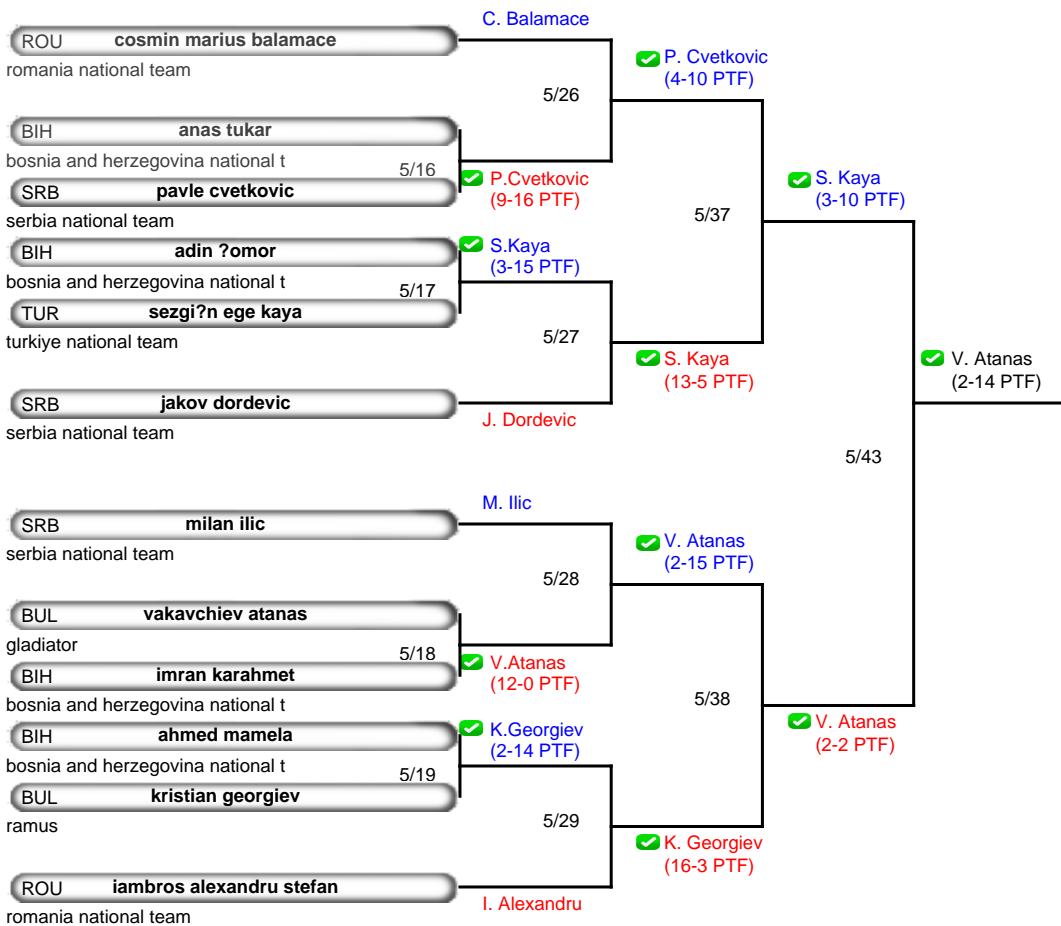 C. Balamace
ROU cosmin marius balamace
romania national team
P. Cvetkovic
(4-10 PTF)
5/26
BIH anas tukar
bosnia and herzegovina national t
5/16
P.Cvetkovic
(9-16 PTF)
SRB pavle cvetkovic
serbia national team
S. Kaya
(3-10 PTF)
5/37
BIH adin ?omor
bosnia and herzegovina national t
S.Kaya
(3-15 PTF)
5/17
TUR sezgi?n ege kaya
turkiye national team
5/27
S. Kaya
(13-5 PTF)
V. Atanas
(2-14 PTF)
SRB jakov dordevic
serbia national team
J. Dordevic
5/43
M. Ilic
SRB milan ilic
serbia national team
V. Atanas
(2-15 PTF)
5/28
BUL vakavchiev atanas
gladiator
5/18
V.Atanas
(12-0 PTF)
BIH imran karahmet
bosnia and herzegovina national t
5/38
V. Atanas
(2-2 PTF)
BIH ahmed mamela
bosnia and herzegovina national t
K.Georgiev
(2-14 PTF)
5/19
BUL kristian georgiev
ramus
5/29
K. Georgiev
(16-3 PTF)
ROU iambros alexandru stefan
romania national team
I. Alexandru